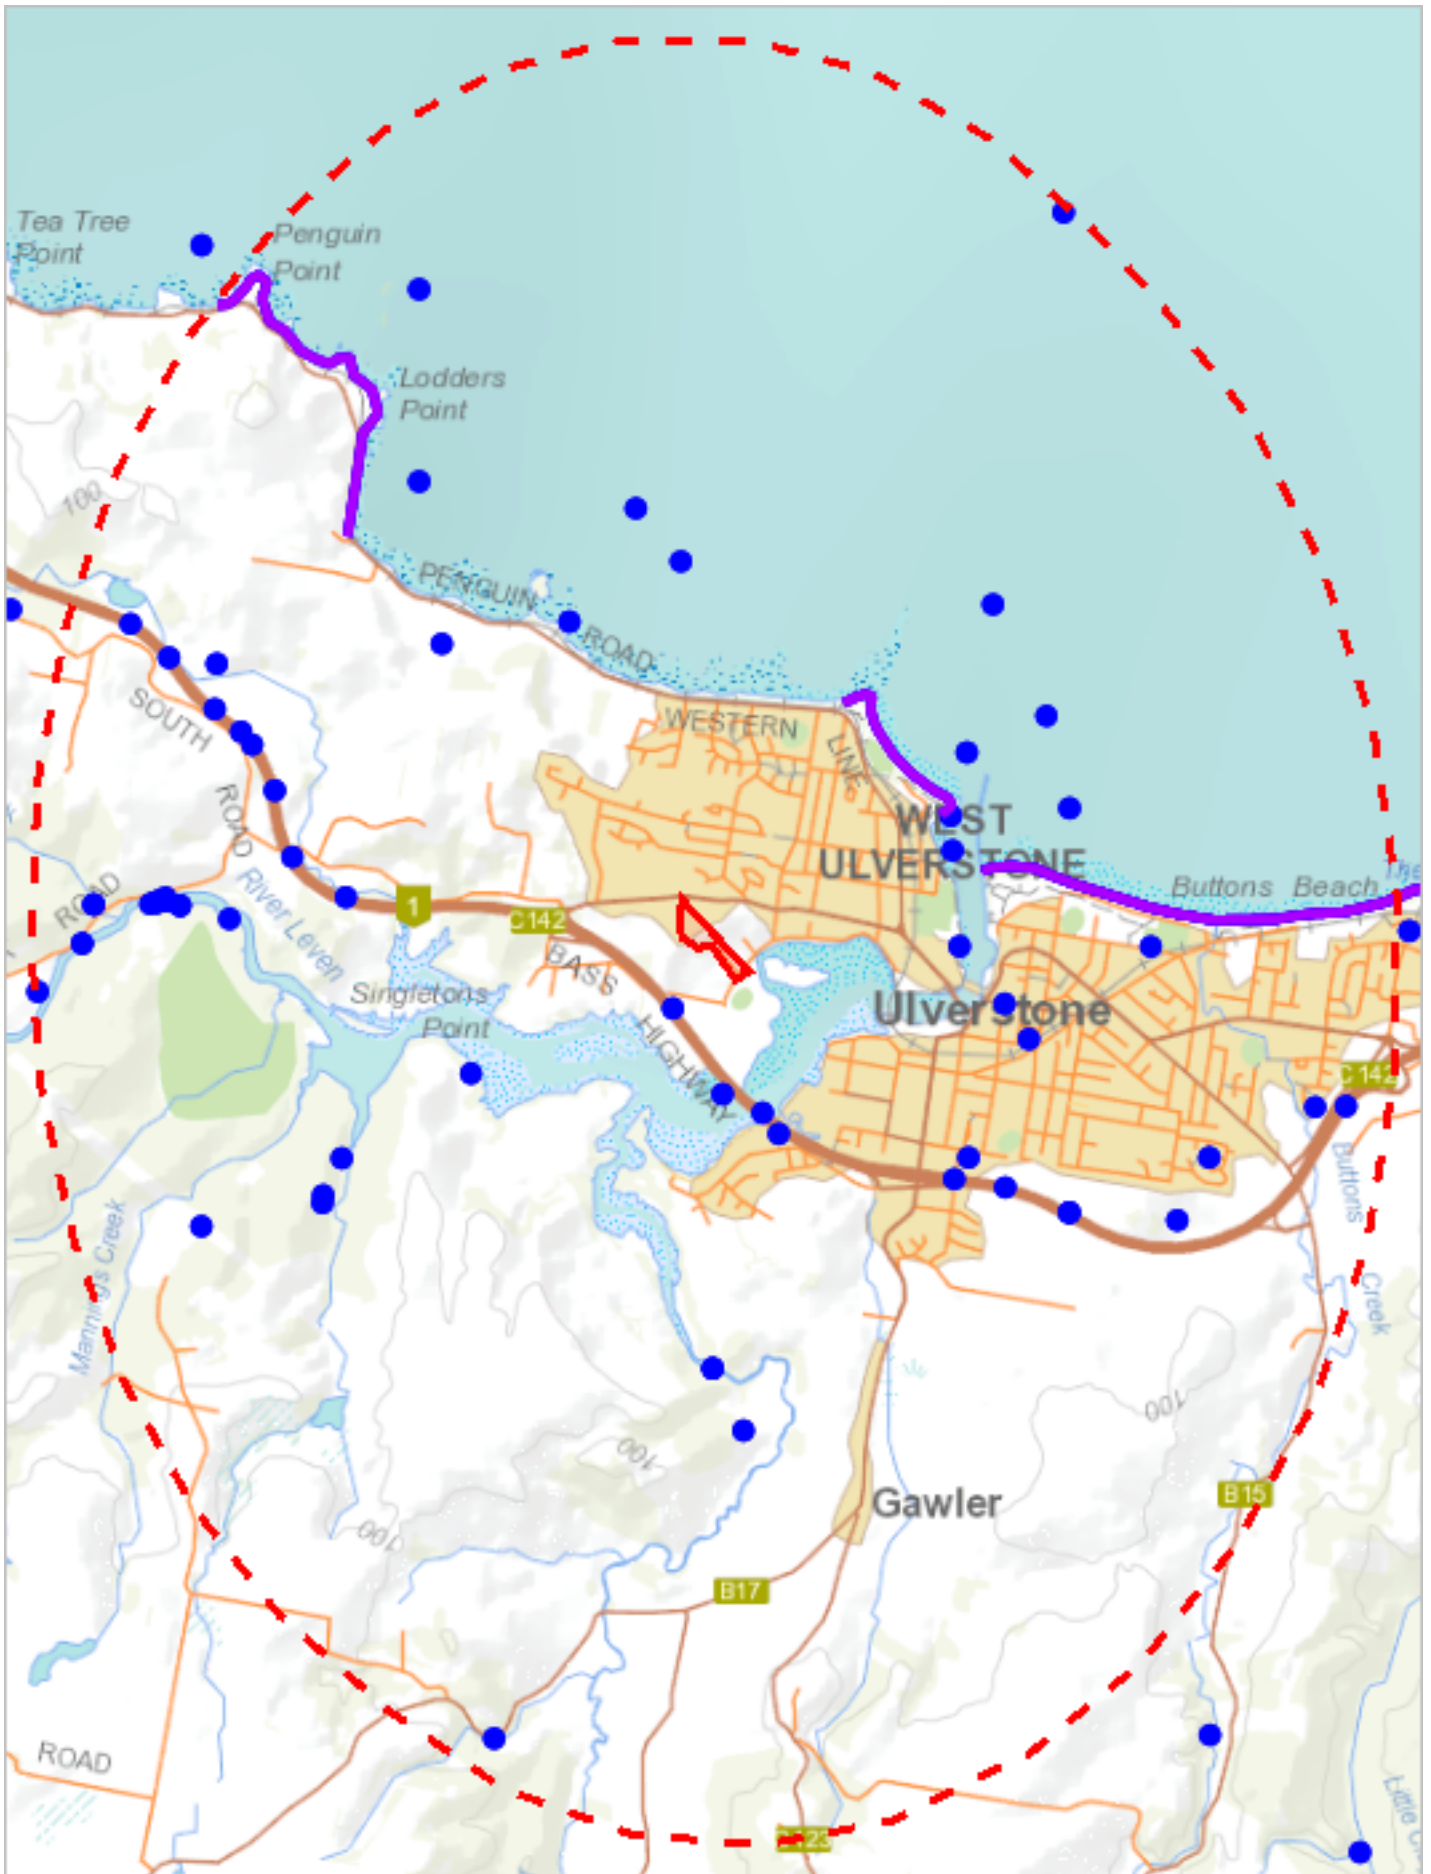 Tea Tree
Point
Penguin
Point
Lodders
Point
100
PENGUIN
ROAD
SOUTH
ROAD
WESTERN
LINE
WEST
ULVERSTONE
Buttons Beach
The
ROAD
River Leven
1
C142
BASS
HIGHWAY
Singletons
Point
Ulverstone
C142
Buttons
Creek
Mannings Creek
100
100
100
Gawler
B15
B17
ROAD
Little